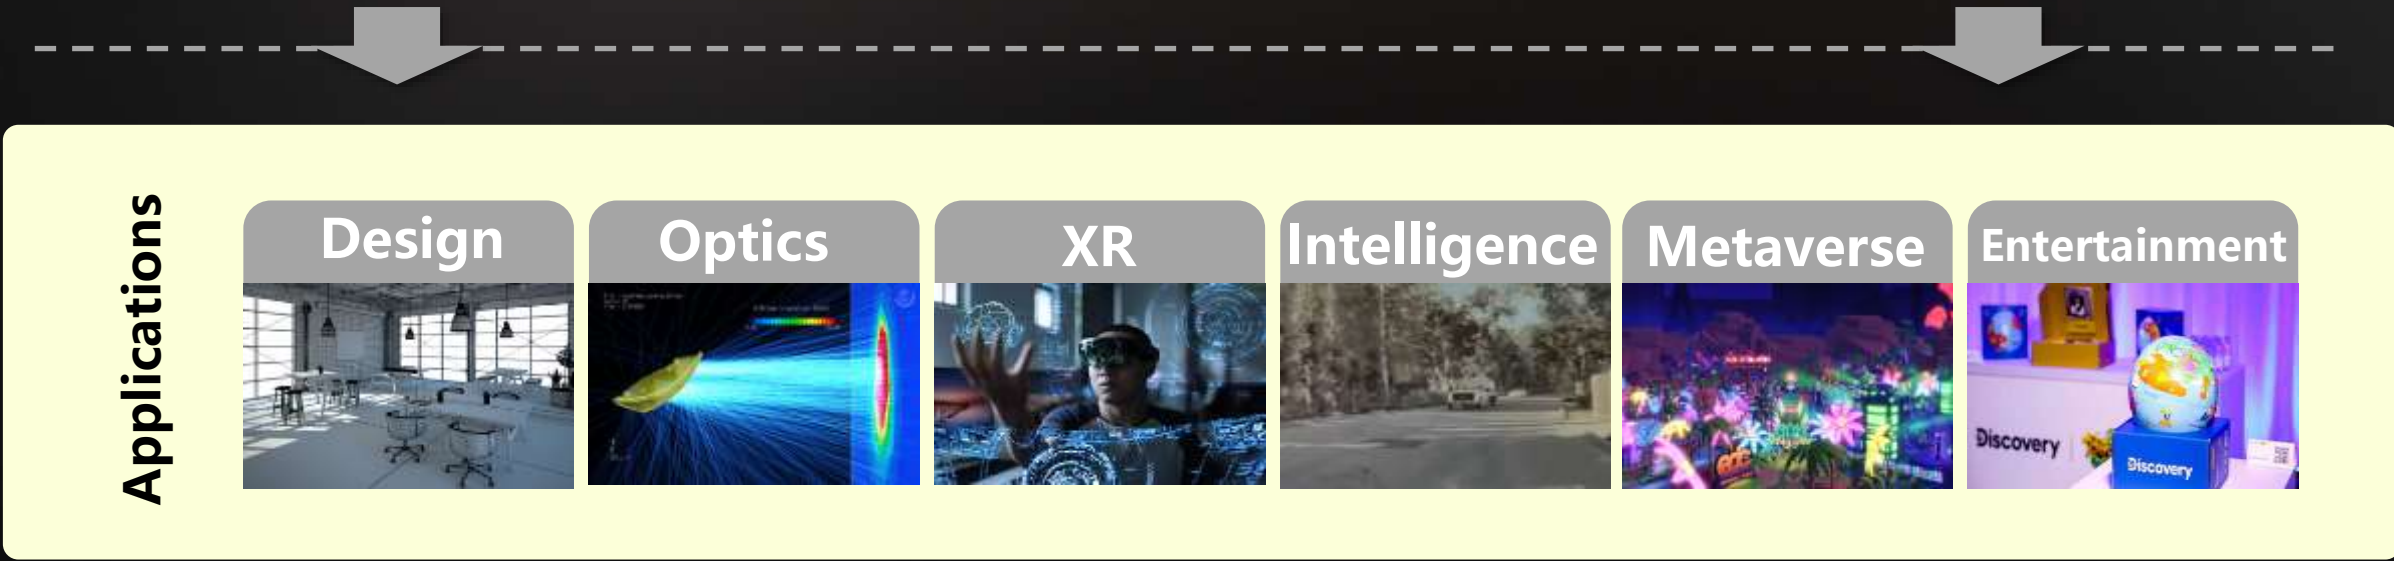 Applications
Design
Optics
XR
Intelligence
Metaverse
Entertainment
Discovery
Discovery